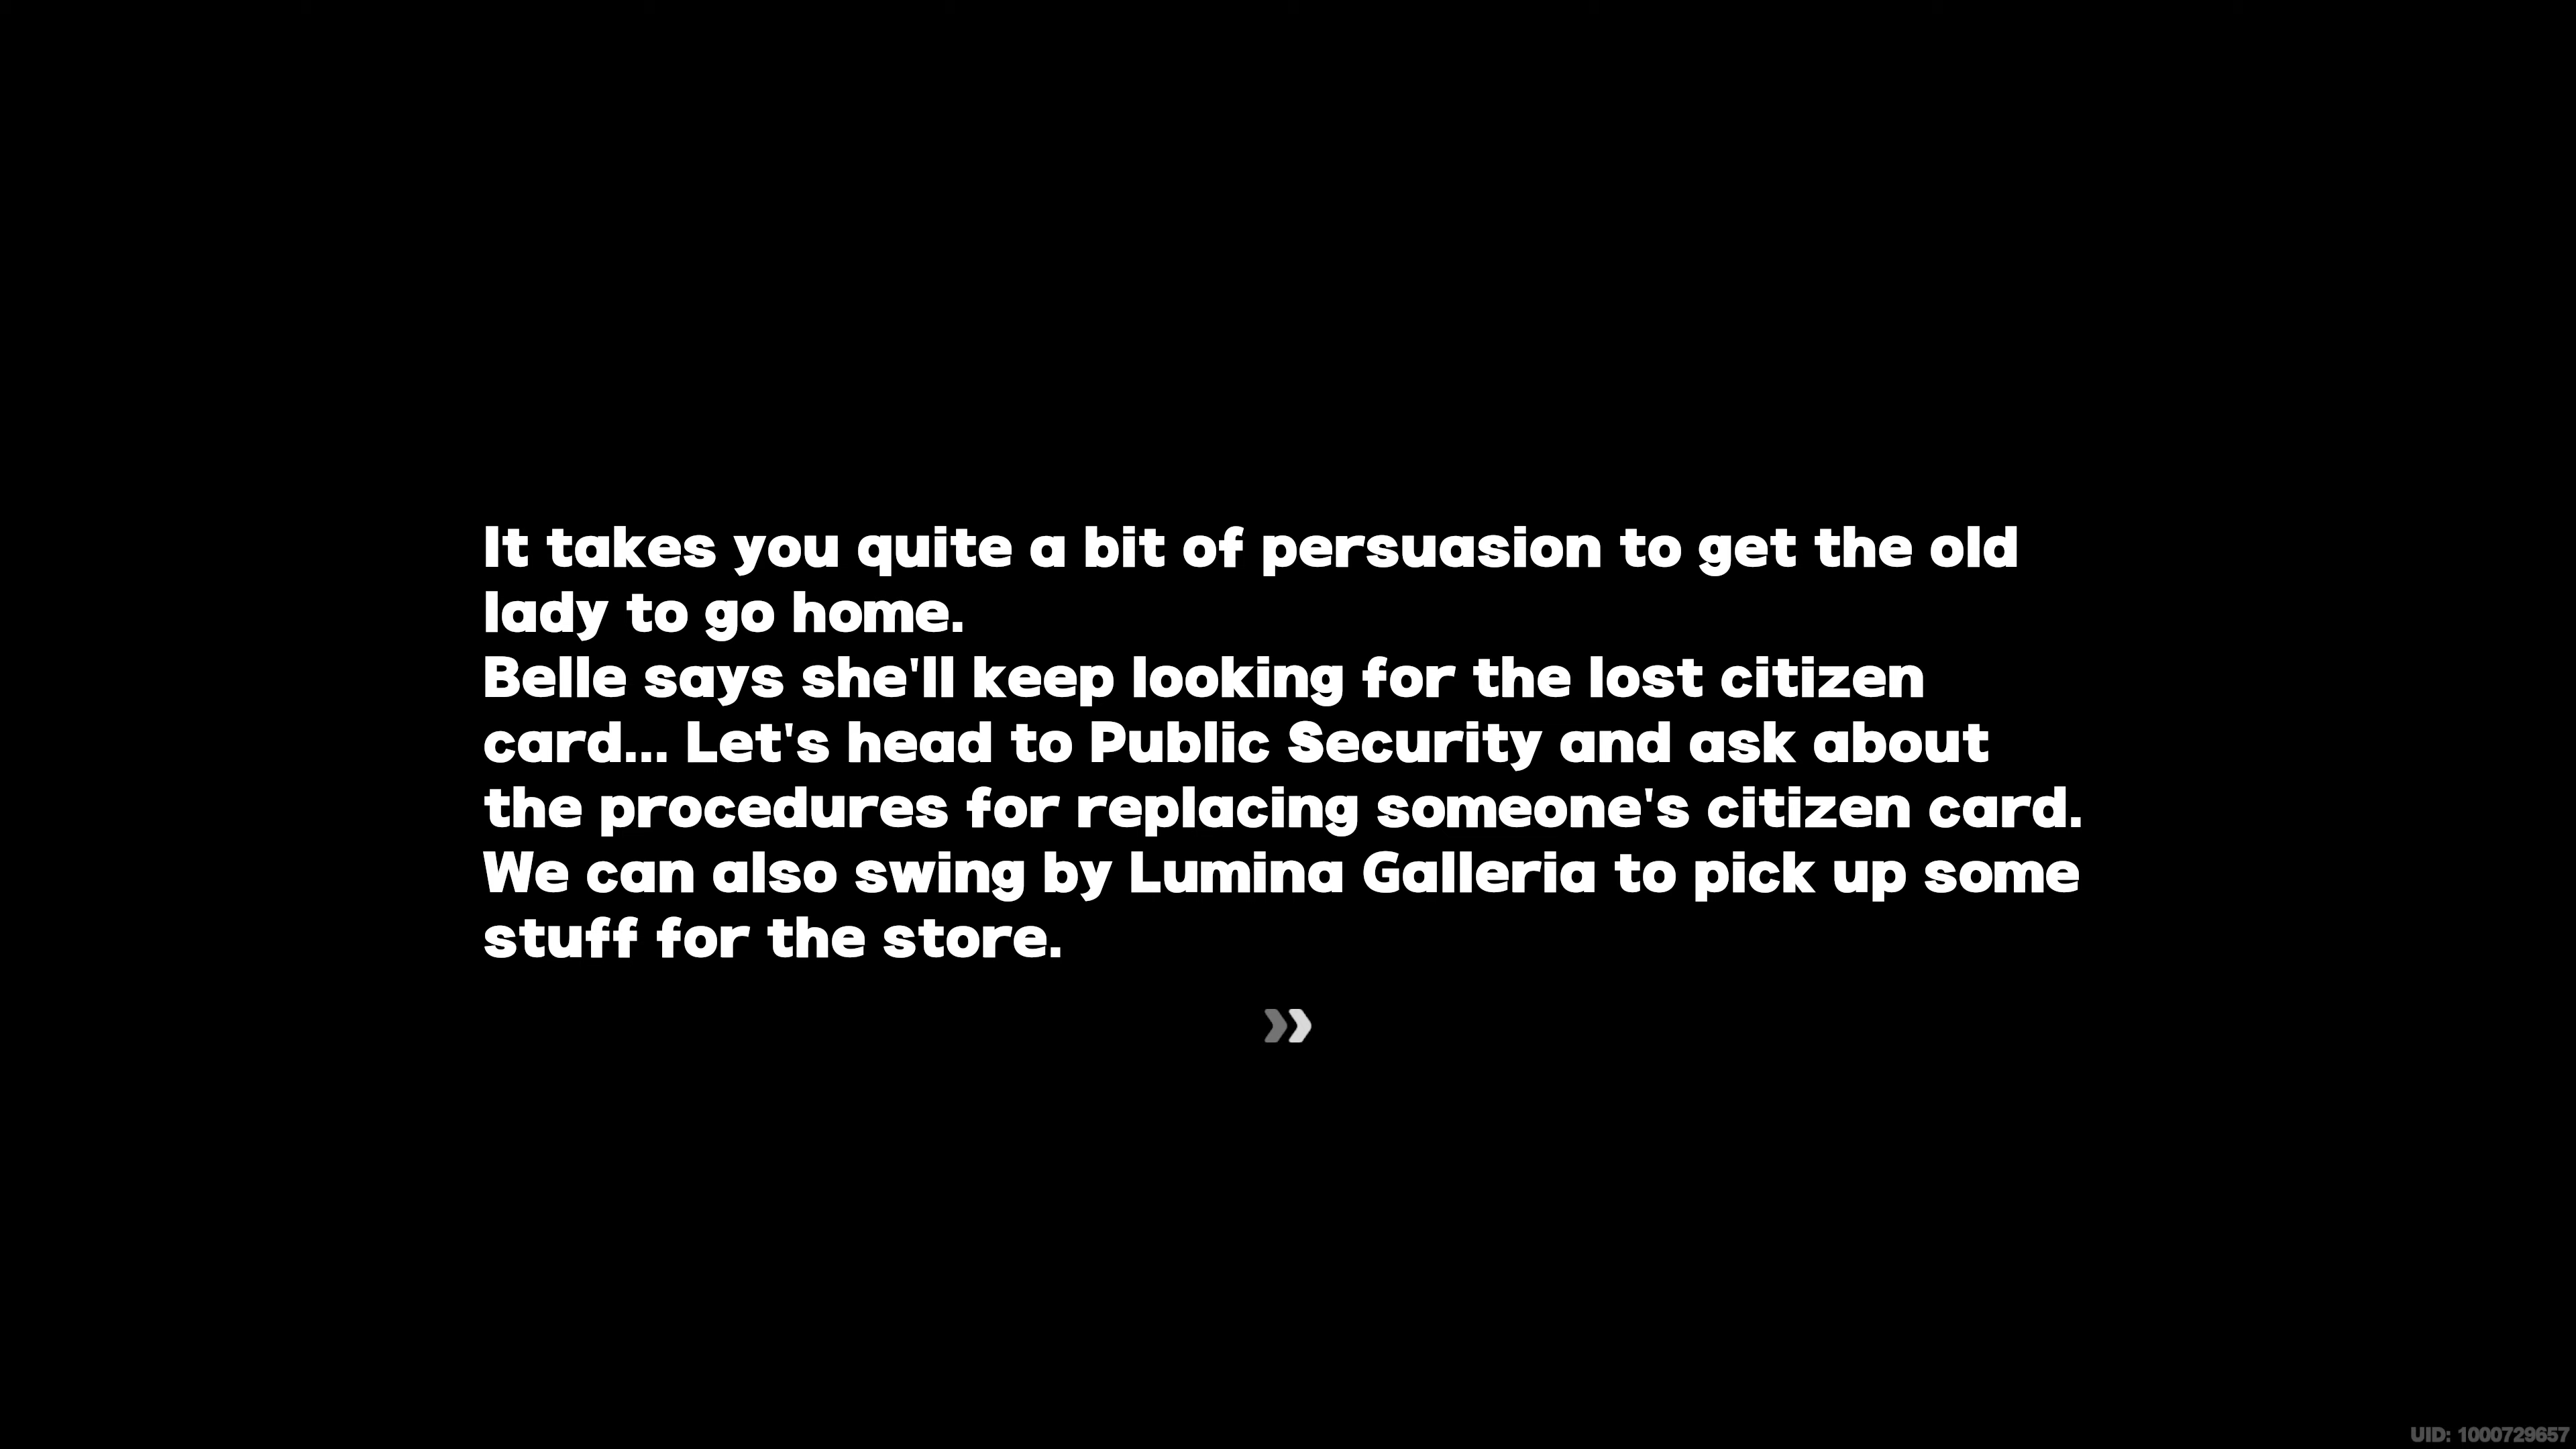 It takes you quite a bit of persuasion to get the old
lady to go home.
Belle says she'll keep looking for the lost citizen
card... Let's head to Public Security and ask about
the procedures for replacing someone's citizen card.
We can also swing by Lumina Galleria to pick up some
stuff for the store.
UID: 1000729657